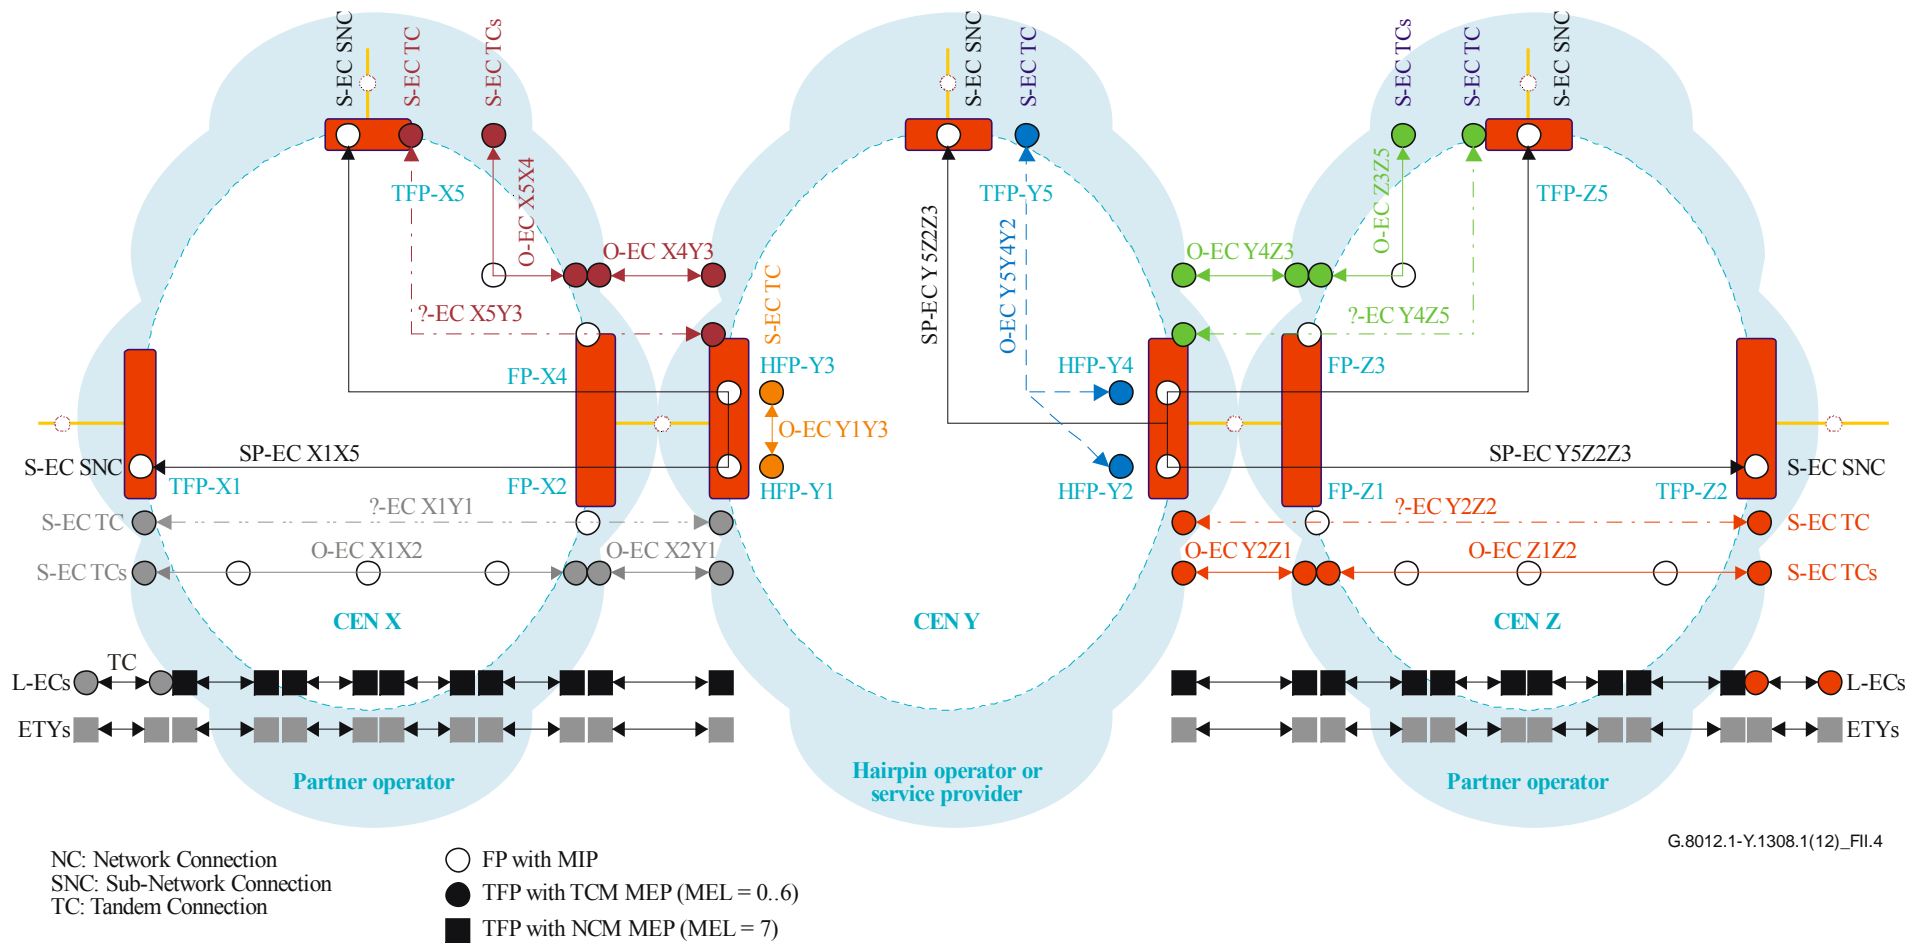 S-EC SNC
S-EC TC
S-EC TCs
S-EC SNC
S-EC TC
S-EC TCs
S-EC TC
S-EC SNC
TFP-X5
TFP-Y5
TFP-Z5
O-EC X5X4
O-EC X4Y3
?-EC X5Y3
S-EC TC
SP-EC Y5Z2Z3
O-EC Y5Y4Y2
O-EC Y4Z3
O-EC Z3Z5
?-EC Y4Z5
FP-X4
HFP-Y3
HFP-Y4
FP-Z3
O-EC Y1Y3
SP-EC X1X5
SP-EC Y5Z2Z3
S-EC SNC
TFP-X1
FP-X2
HFP-Y1
HFP-Y2
FP-Z1
TFP-Z2
S-EC SNC
?-EC X1Y1
?-EC Y2Z2
S-EC TC
S-EC TC
O-EC X1X2
O-EC X2Y1
O-EC Y2Z1
O-EC Z1Z2
S-EC TCs
S-EC TCs
CEN X
CEN Y
CEN Z
TC
L-ECs
L-ECs
ETYs
ETYs
Partner operator
Hairpin operator or
service provider
Partner operator
G.8012.1-Y.1308.1(12)_FII.4
NC: Network Connection
SNC: Sub-Network Connection
TC: Tandem Connection
FP with MIP
TFP with TCM MEP (MEL = 0..6)
TFP with NCM MEP (MEL = 7)